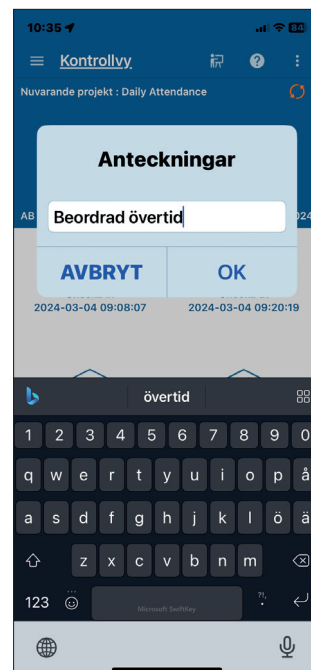 10:35
84
Kontrollvy
Nuvarande projekt : Daily Attendance
Anteckningar
AB
Beordrad övertid
024
AVBRYT
OK
2024-03-04 09:08:07
2024-03-04 09:20:19
övertid
1 2 3 4 5 6 7 8 9 0
q w e r t y u i o p å
a s d f g h j k l ö ä
z x c v b n m
123
Microsoft SwiftKey
?!,
.